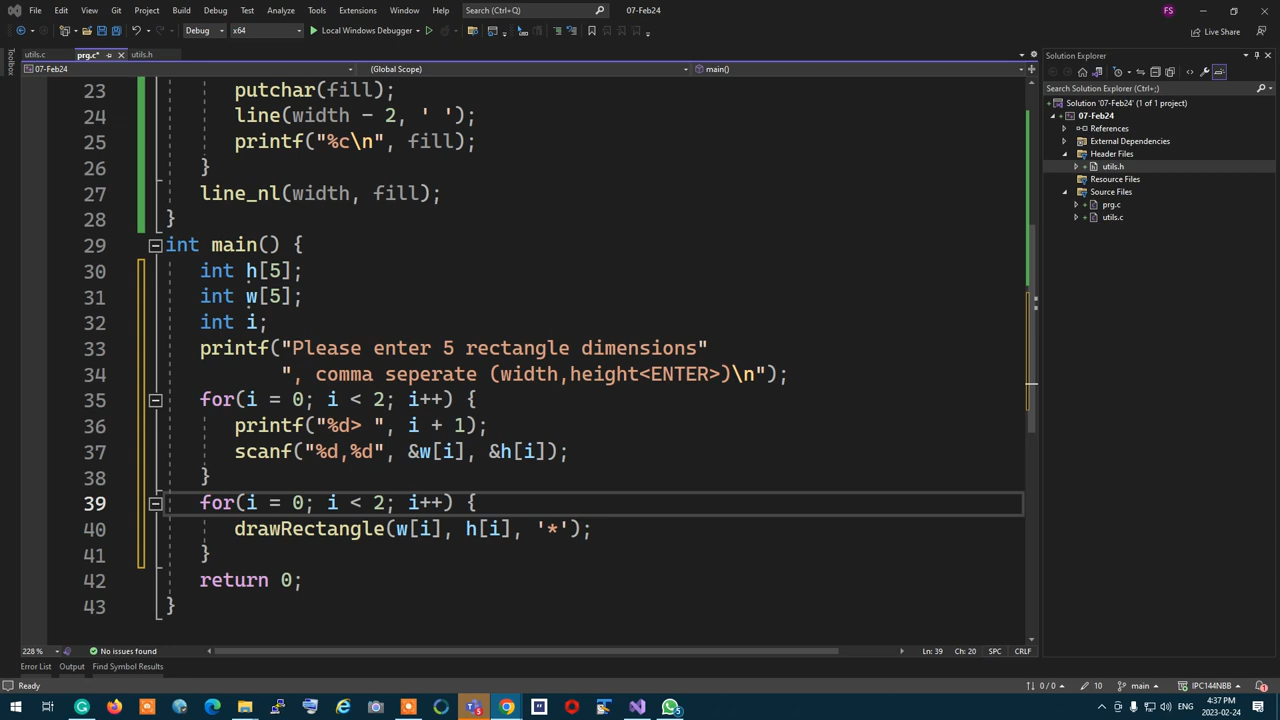 File Edit View Git Project Build Debug Test Analyze Tools Extensions Window Help Search (Ctrl+Q) 07-Feb24 FS
Debug x64 Local Windows Debugger Live Share
utils.c prg.c* utils.h
07-Feb24 (Global Scope) main()
Toolbox
23 putchar(fill);
24 line(width - 2, ' ');
25 printf("%c\n", fill);
26 }
27 line_nl(width, fill);
28 }
29 int main() {
30 int h[5];
31 int w[5];
32 int i;
33 printf("Please enter 5 rectangle dimensions"
34 ", comma seperate (width,height<ENTER>)\n");
35 for(i = 0; i < 2; i++) {
36 printf("%d> ", i + 1);
37 scanf("%d,%d", &w[i], &h[i]);
38 }
39 for(i = 0; i < 2; i++) {
40 drawRectangle(w[i], h[i], '*');
41 }
42 return 0;
43 }
Solution Explorer
Search Solution Explorer (Ctrl+;)
Solution '07-Feb24' (1 of 1 project)
07-Feb24
References
External Dependencies
Header Files
utils.h
Resource Files
Source Files
prg.c
utils.c
228 % No issues found Ln: 39 Ch: 20 SPC CRLF
Error List Output Find Symbol Results
Ready 0 / 0 10 main IPC144NBB 1
5 5 4:37 PM
2023-02-24